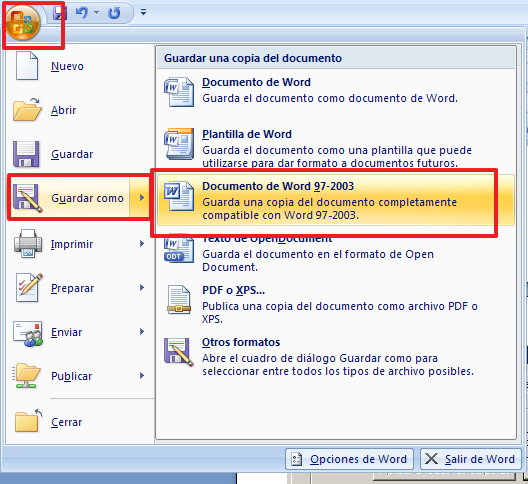 Guardar una copia del documento
Nuevo
Abrir
Guardar
Guardar como
Imprimir
Preparar
Enviar
Publicar
Cerrar
Documento de Word
Guarda el documento como documento de Word.
Plantilla de Word
Guarda el documento como una plantilla que puede
utilizarse para dar formato a documentos futuros.
Documento de Word 97-2003
Guarda una copia del documento completamente
compatible con Word 97-2003.
Texto de OpenDocument
ODT
Guarda el documento en el formato de Open
Document.
PDF o XPS...
Publica una copia del documento como archivo PDF o
XPS.
Otros formatos
Abre el cuadro de diálogo Guardar como para
seleccionar entre todos los tipos de archivo posibles.
Opciones de Word
Salir de Word